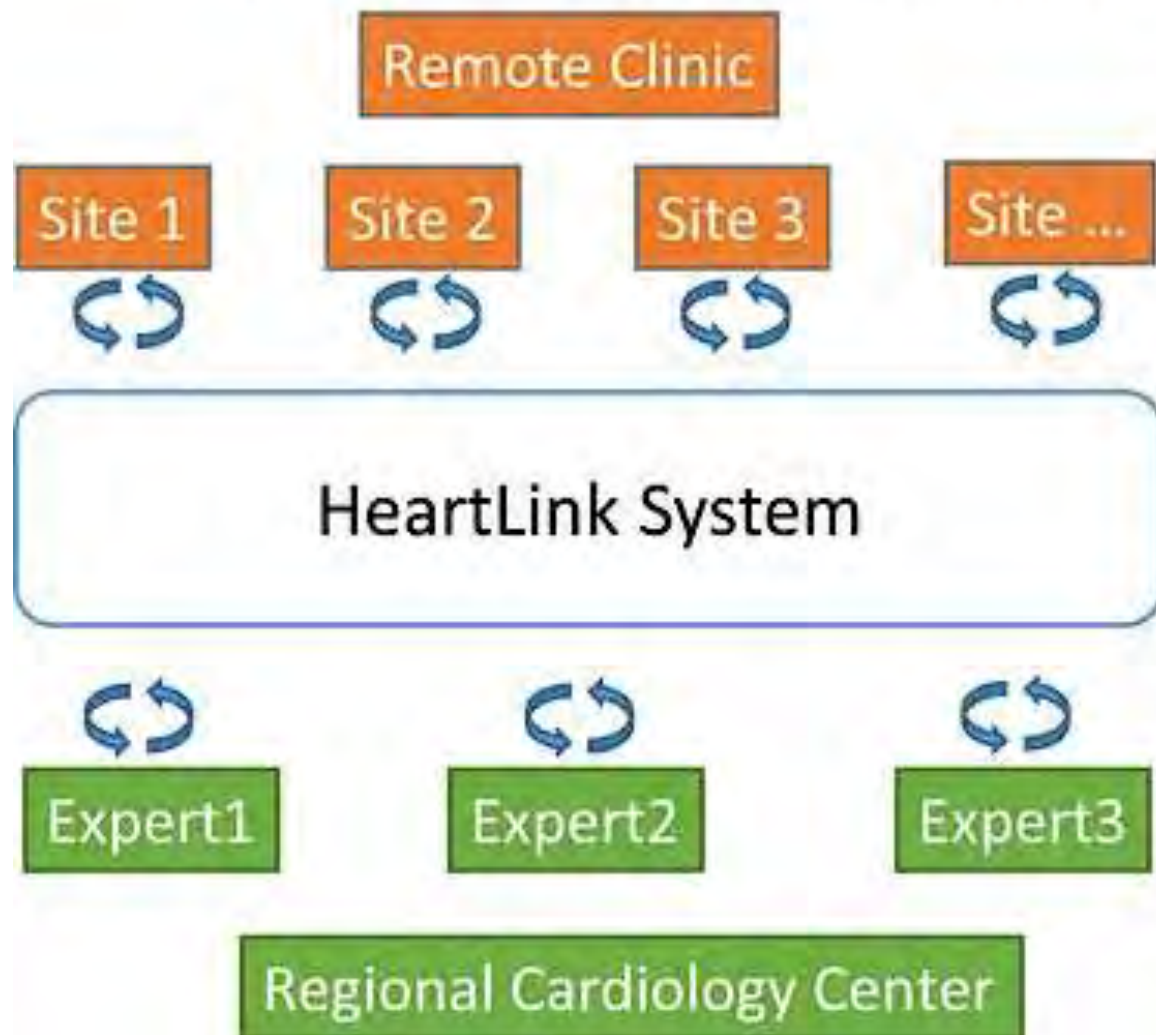 Remote Clinic
Site 1
Site 2
Site 3
Site ...
HeartLink System
Expert1
Expert2
Expert3
Regional Cardiology Center